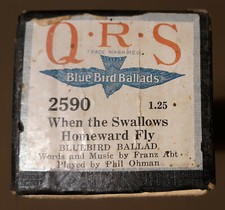 Q·R·S
TRADE MARK REG.
Blue Bird Ballads
2590 1.25
When the Swallows
Homeward Fly
BLUEBIRD BALLAD,
Words and Music by Franz Abt
Played by Phil Ohman